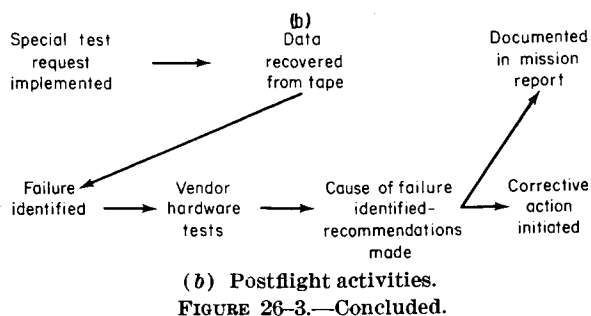 (b)
Special test
request
implemented
Data
recovered
from tape
Documented
in mission
report
Failure
identified
Vendor
hardware
tests
Cause of failure
identified-
recommendations
made
Corrective
action
initiated
(b) Postflight activities.
FIGURE 26-3.—Concluded.